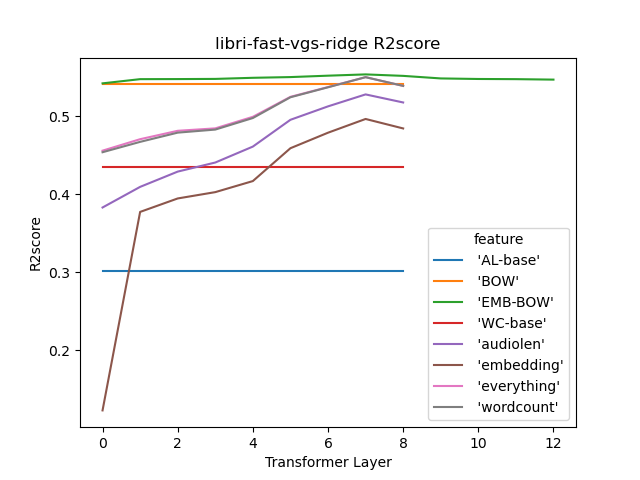 libri-fast-vgs-ridge R2score
R2score
0.5
0.4
0.3
0.2
0 2 4 6 8 10 12
Transformer Layer
feature
'AL-base'
'BOW'
'EMB-BOW'
'WC-base'
'audiolen'
'embedding'
'everything'
'wordcount'